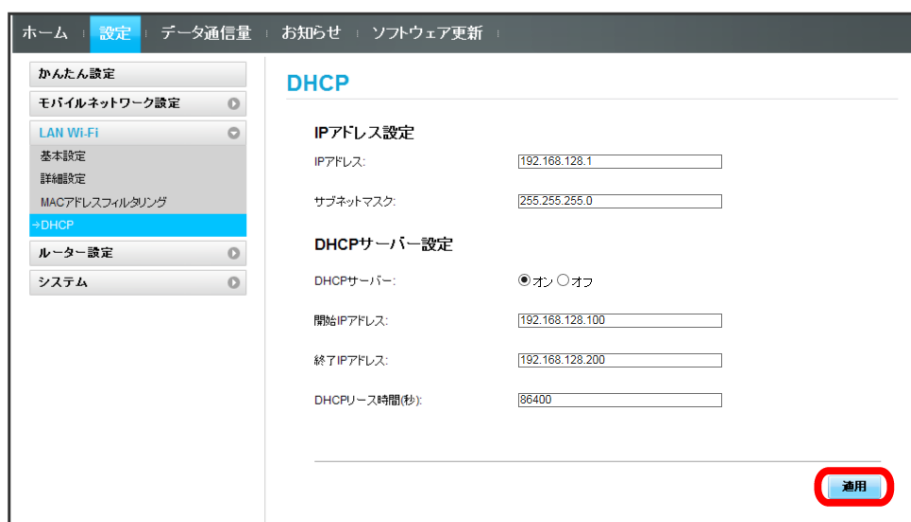 ホーム 設定 データ通信量 お知らせ ソフトウェア更新
かんたん設定
モバイルネットワーク設定
LAN Wi-Fi
基本設定
詳細設定
MACアドレスフィルタリング
→DHCP
ルーター設定
システム
DHCP
IPアドレス設定
IPアドレス: 192.168.128.1
サブネットマスク: 255.255.255.0
DHCPサーバー設定
DHCPサーバー: オン オフ
開始IPアドレス: 192.168.128.100
終了IPアドレス: 192.168.128.200
DHCPリース時間(秒): 86400
適用